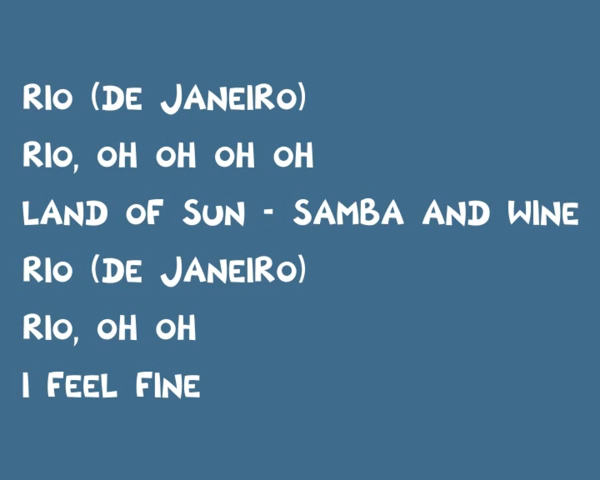 RIO (DE JANEIRO)
RIO, OH OH OH OH
LAND OF SUN - SAMBA AND WINE
RIO (DE JANEIRO)
RIO, OH OH
I FEEL FINE